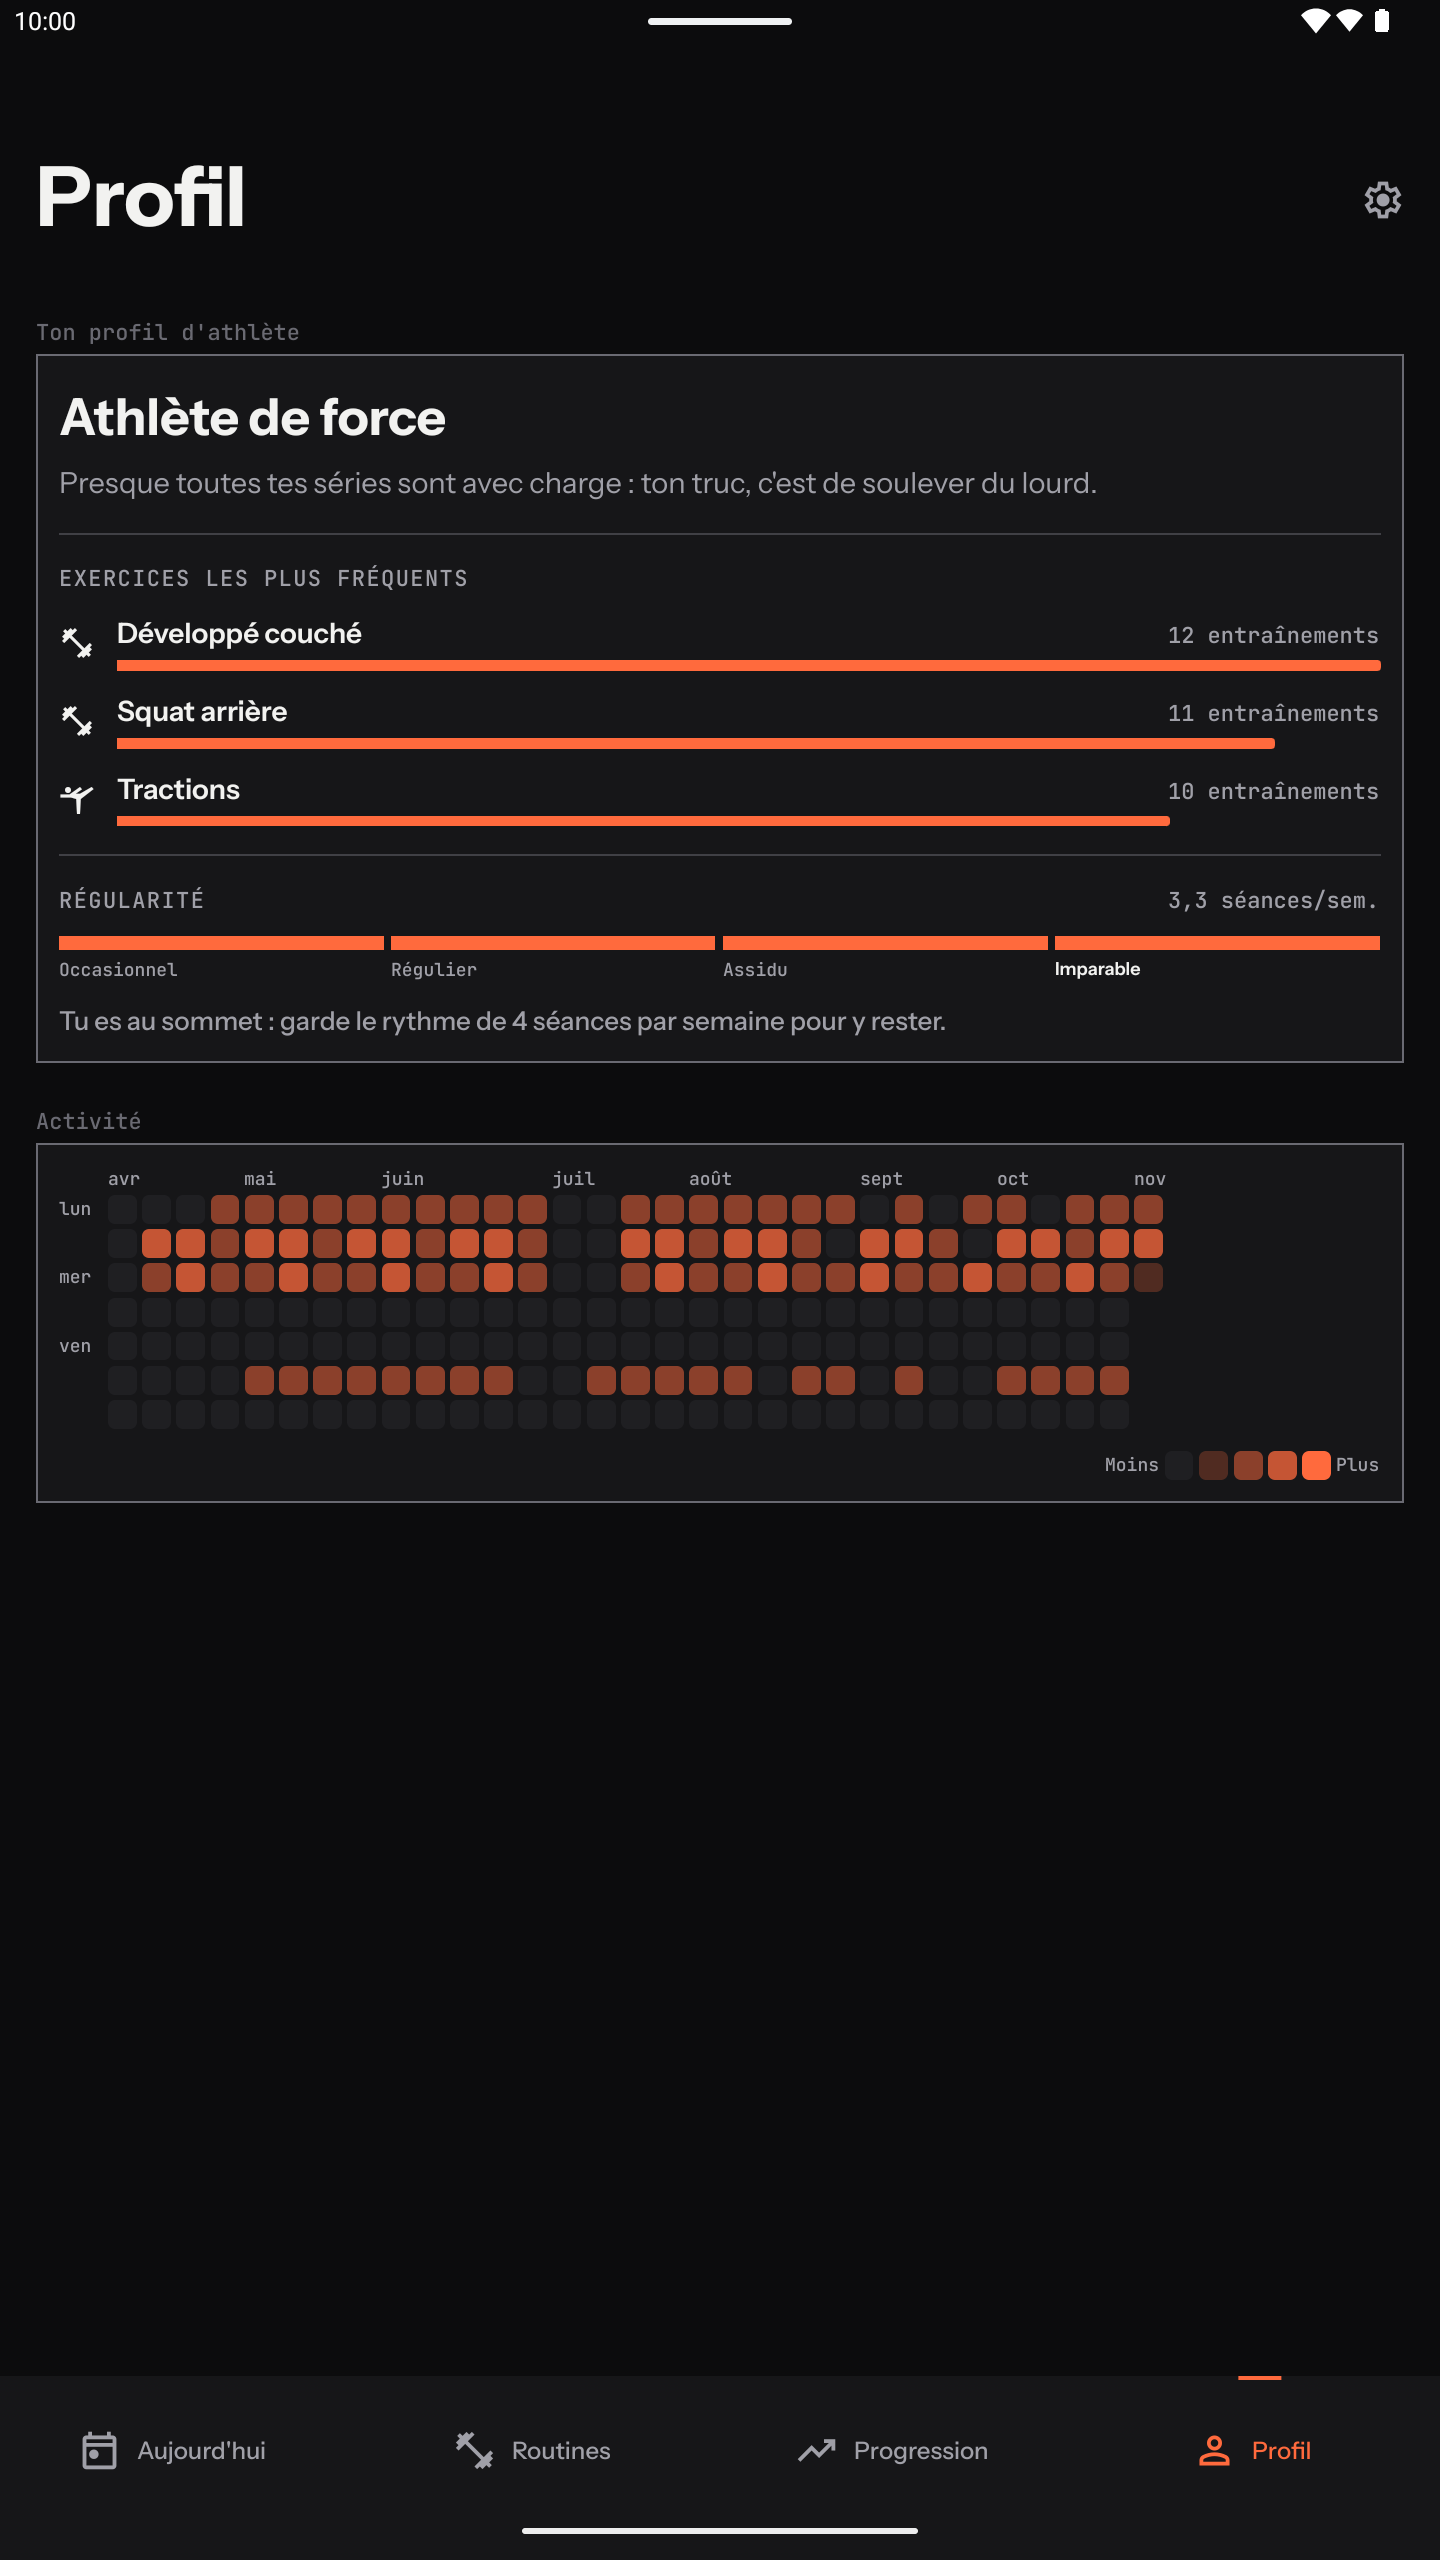 10:00
Profil
Ton profil d'athlète
Athlète de force
Presque toutes tes séries sont avec charge : ton truc, c'est de soulever du lourd.
EXERCICES LES PLUS FRÉQUENTS
Développé couché 12 entraînements
Squat arrière 11 entraînements
Tractions 10 entraînements
RÉGULARITÉ 3,3 séances/sem.
Occasionnel Régulier Assidu Imparable
Tu es au sommet : garde le rythme de 4 séances par semaine pour y rester.
Activité
avr mai juin juil août sept oct nov
lun
mer
ven
Moins Plus
Aujourd'hui Routines Progression Profil